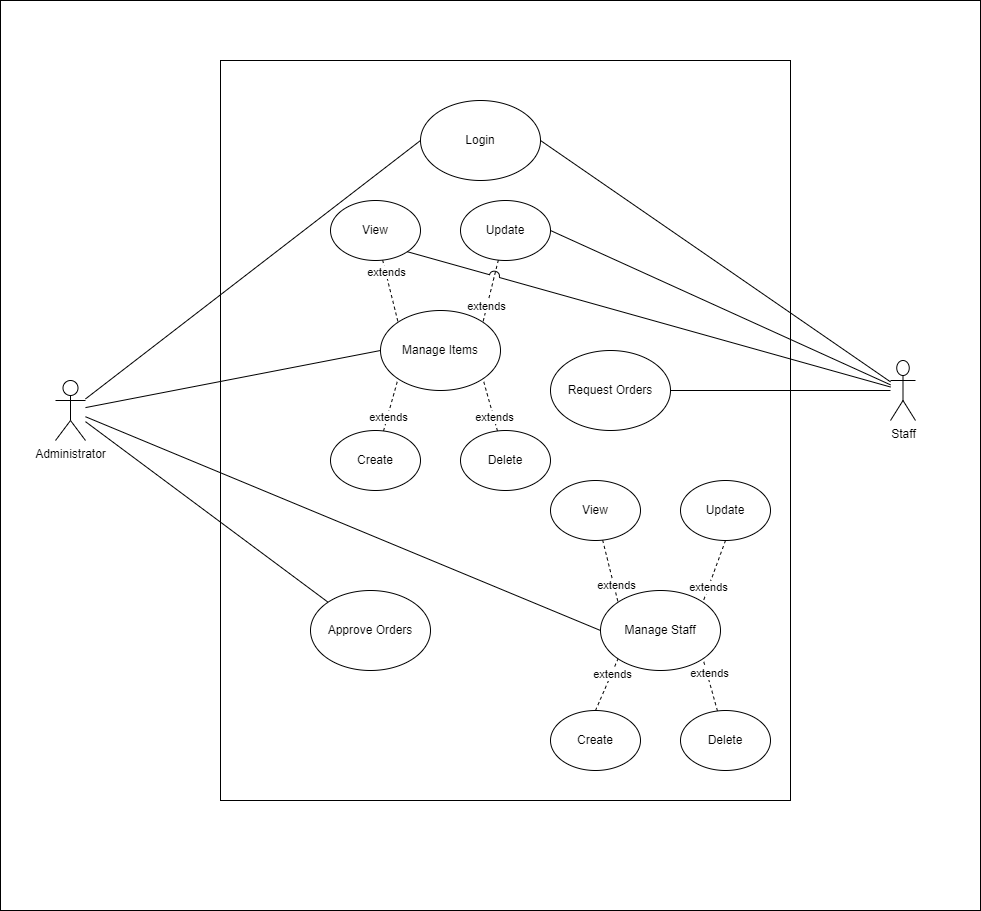 Login
View
Update
extends
extends
Manage Items
Request Orders
extends
extends
Create
Delete
Administrator
Staff
View
Update
extends
extends
Approve Orders
Manage Staff
extends
extends
Create
Delete